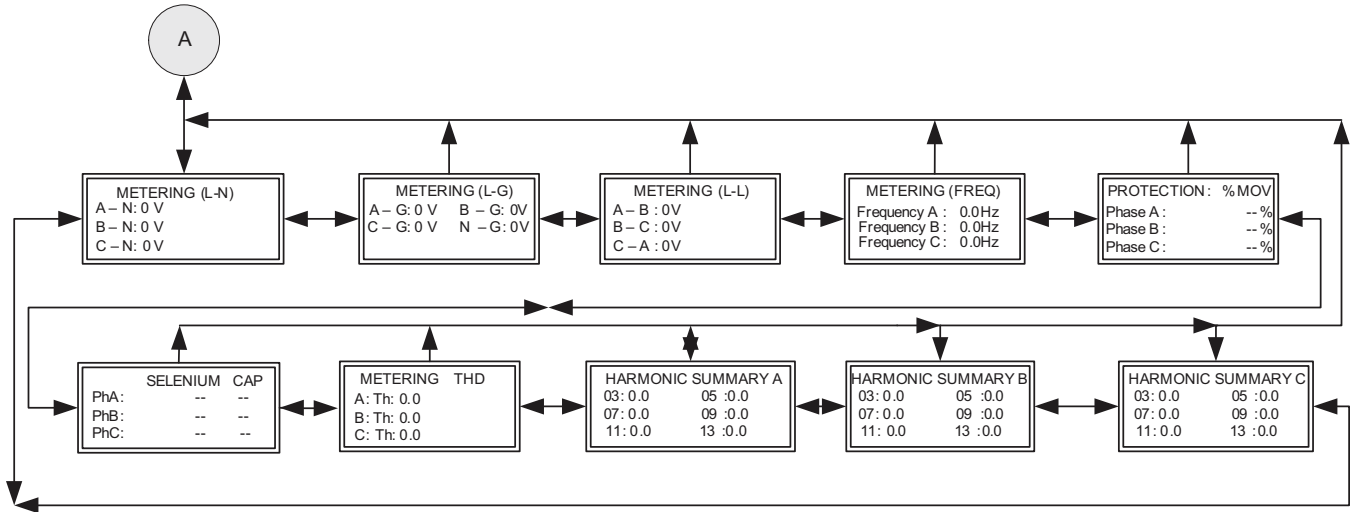 A
METERING (L-N)
A – N: 0 V
B – N: 0 V
C – N: 0 V
METERING (L-G)
A – G: 0 V B – G: 0V
C – G: 0V N – G: 0V
METERING (L-L)
A – B : 0V
B – C : 0V
C – A : 0V
METERING (FREQ)
Frequency A : 0.0Hz
Frequency B : 0.0Hz
Frequency C : 0.0Hz
PROTECTION: %MOV
Phase A : -- %
Phase B : -- %
Phase C : -- %
SELENIUM CAP
PhA: -- --
PhB: -- --
PhC: -- --
METERING THD
A: Th: 0.0
B: Th: 0.0
C: Th: 0.0
HARMONIC SUMMARY A
03: 0.0 05 :0.0
07: 0.0 09 :0.0
11: 0.0 13 :0.0
HARMONIC SUMMARY B
03: 0.0 05 :0.0
07: 0.0 09 :0.0
11: 0.0 13 :0.0
HARMONIC SUMMARY C
03: 0.0 05 :0.0
07: 0.0 09 :0.0
11: 0.0 13 :0.0